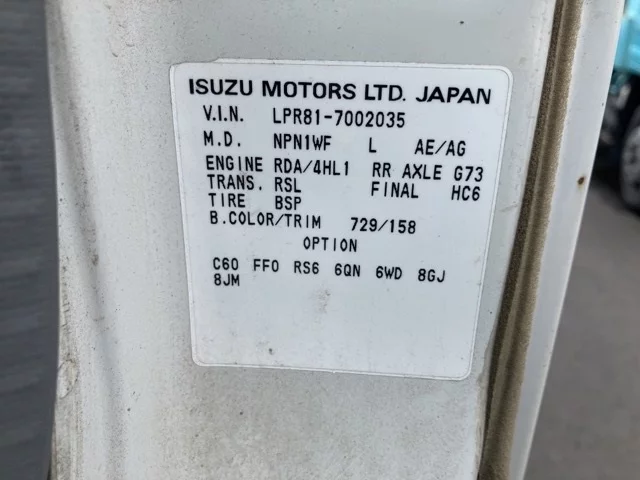 ISUZU MOTORS LTD. JAPAN
V.I.N. LPR81-7002035
M.D. NPN1WF L AE/AG
ENGINE RDA/4HL1 RR AXLE G73
TRANS. RSL FINAL HC6
TIRE BSP
B.COLOR/TRIM 729/158
OPTION
C60 FF0 RS6 6QN 6WD 8GJ
8JM